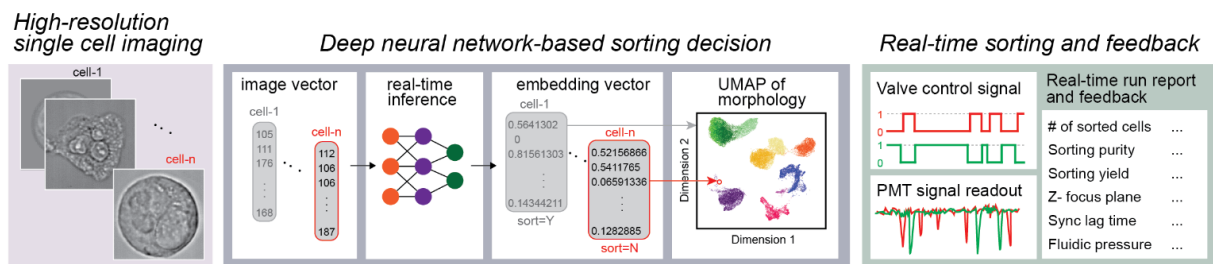 High-resolution
single cell imaging
cell-1
cell-n
Deep neural network-based sorting decision
image vector
cell-1
105
111
176
168
cell-n
112
106
106
187
real-time
inference
embedding vector
cell-1
0.5641302
0
0.81561303
0.14344211
sort=Y
cell-n
0.52156866
0.5411765
0.06591336
0.1282885
sort=N
UMAP of
morphology
Dimension 2
Dimension 1
Real-time sorting and feedback
Valve control signal
1 1
0 0
1 1
0 0
PMT signal readout
Real-time run report
and feedback
# of sorted cells ...
Sorting purity ...
Sorting yield ...
Z- focus plane ...
Sync lag time ...
Fluidic pressure ...